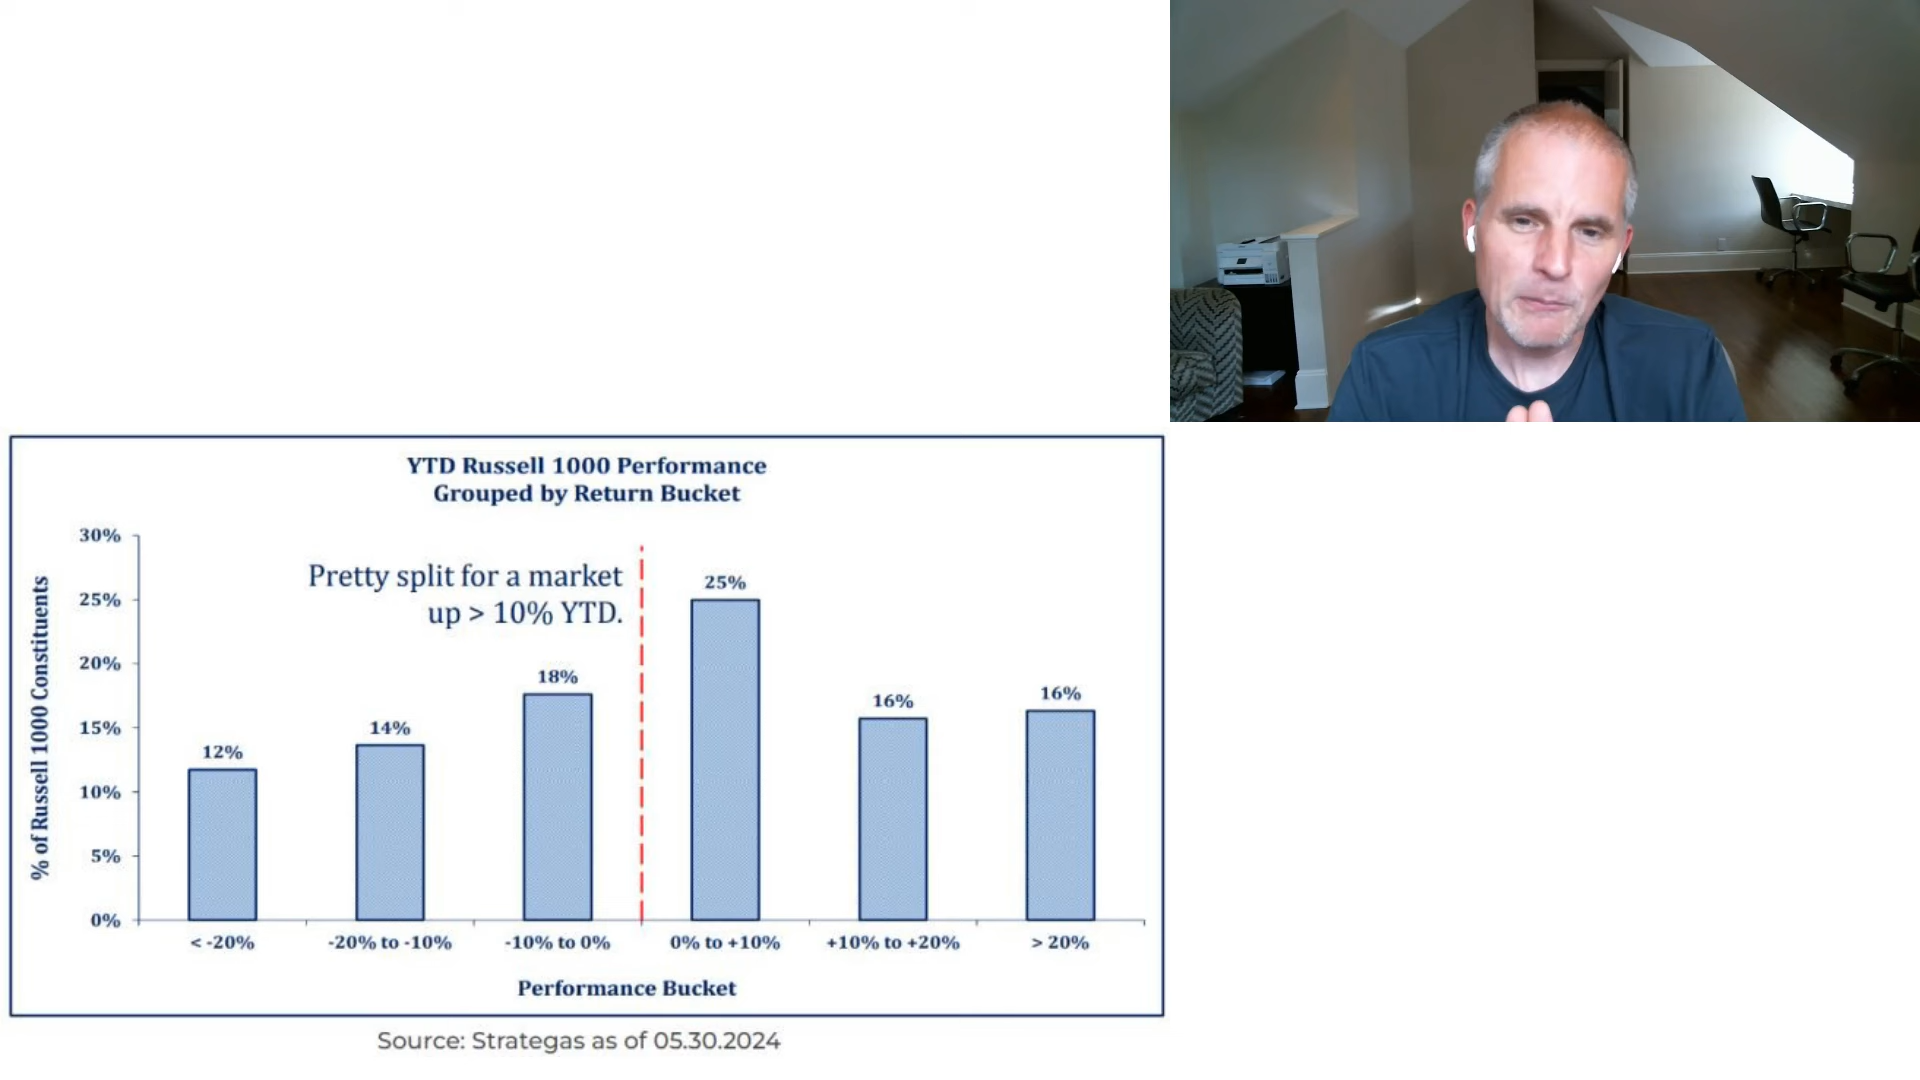 YTD Russell 1000 Performance
Grouped by Return Bucket
% of Russell 1000 Constituents
30%
25%
20%
15%
10%
5%
0%
Pretty split for a market
up > 10% YTD.
12%
14%
18%
25%
16%
16%
< -20%
-20% to -10%
-10% to 0%
0% to +10%
+10% to +20%
> 20%
Performance Bucket
Source: Strategas as of 05.30.2024